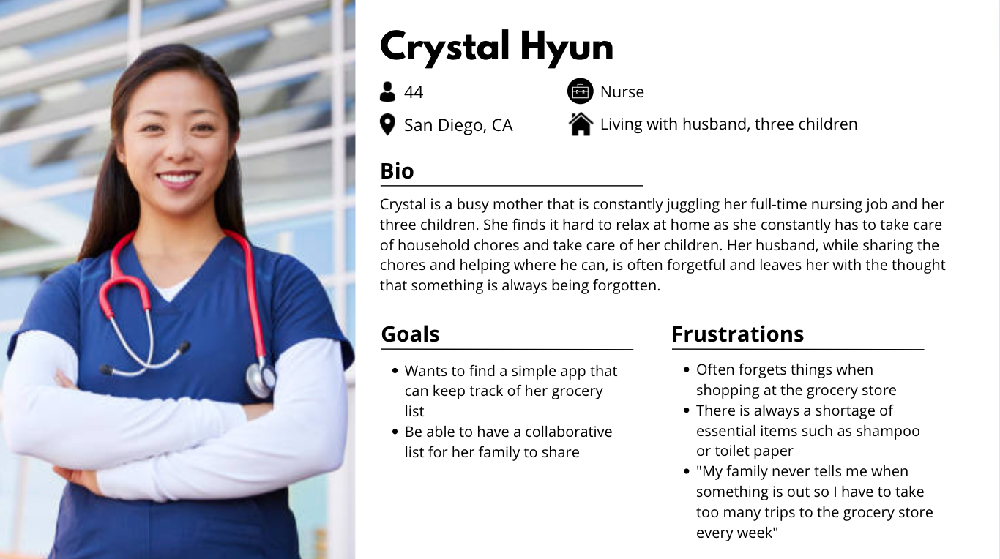 Crystal Hyun
44
Nurse
San Diego, CA
Living with husband, three children
Bio
Crystal is a busy mother that is constantly juggling her full-time nursing job and her
three children. She finds it hard to relax at home as she constantly has to take care
of household chores and take care of her children. Her husband, while sharing the
chores and helping where he can, is often forgetful and leaves her with the thought
that something is always being forgotten.
Goals
Wants to find a simple app that
can keep track of her grocery
list
Be able to have a collaborative
list for her family to share
Frustrations
Often forgets things when
shopping at the grocery store
There is always a shortage of
essential items such as shampoo
or toilet paper
"My family never tells me when
something is out so I have to take
too many trips to the grocery store
every week"